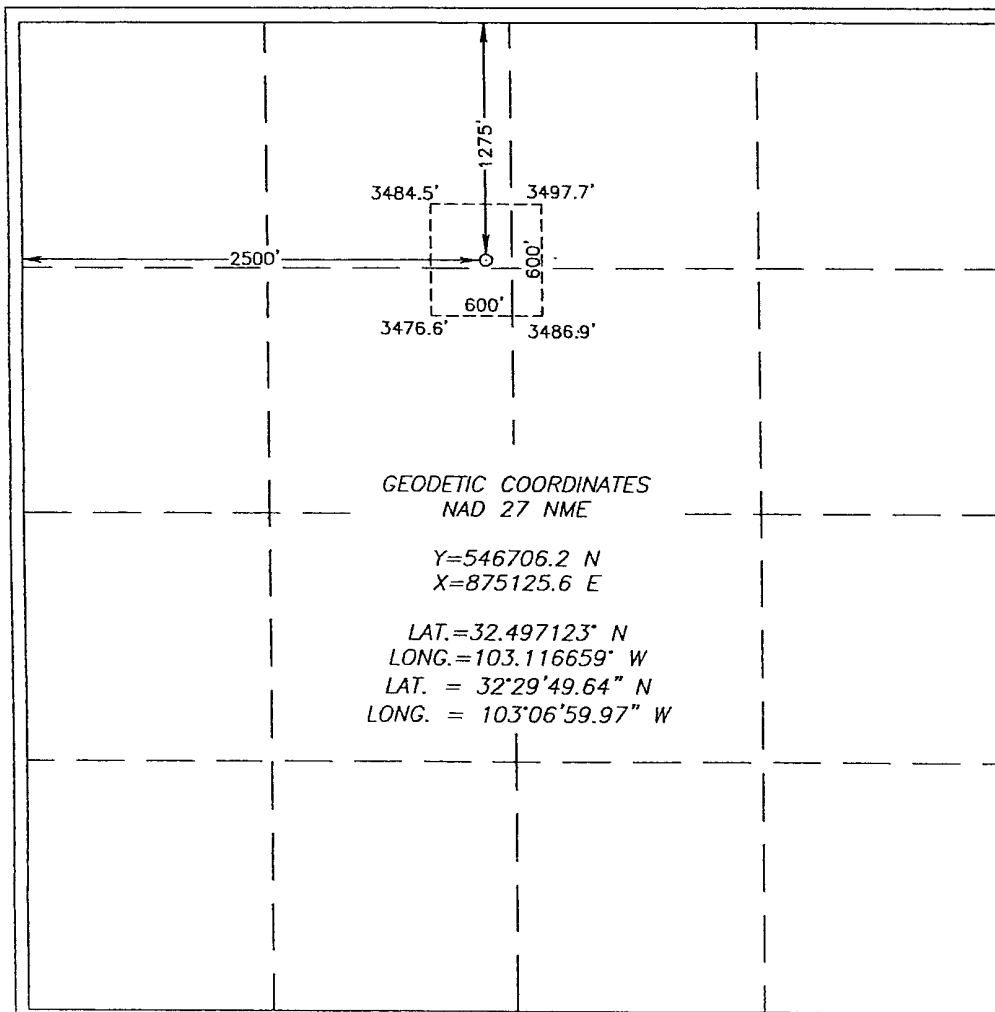 1275'
3484.5' 3497.7'
2500'
600'
600'
3476.6' 3486.9'
GEODETIC COORDINATES
NAD 27 NME
Y=546706.2 N
X=875125.6 E
LAT.=32.497123° N
LONG.=103.116659° W
LAT. = 32°29'49.64" N
LONG. = 103°06'59.97" W